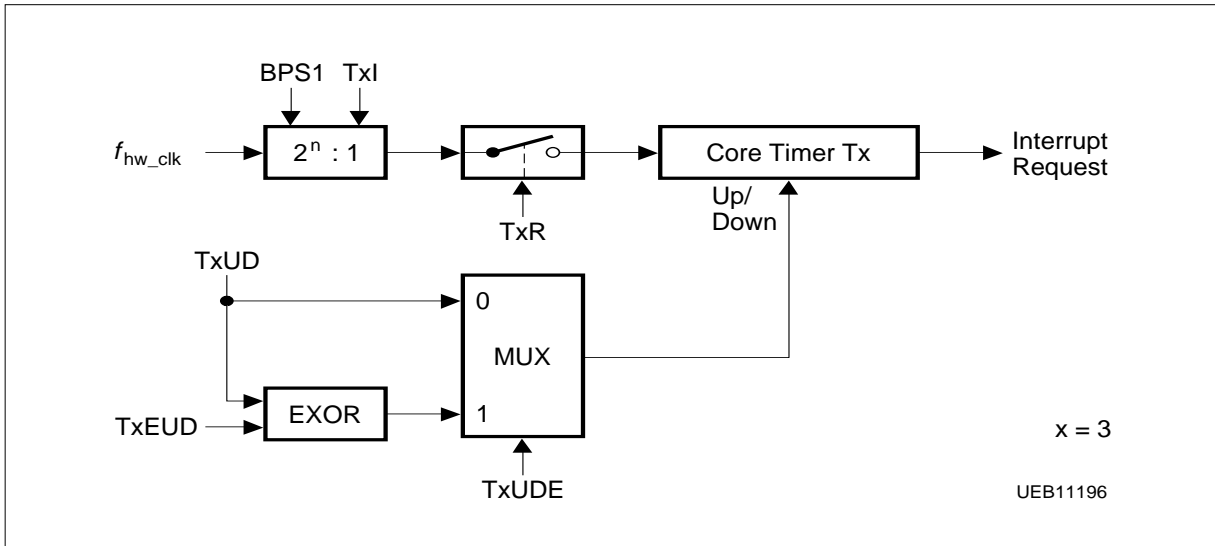 BPS1 TxI
fhw_clk
2n : 1
Core Timer Tx
Interrupt
Request
TxR
Up/
Down
TxUD
0
MUX
1
EXOR
TxEUD
TxUDE
x = 3
UEB11196